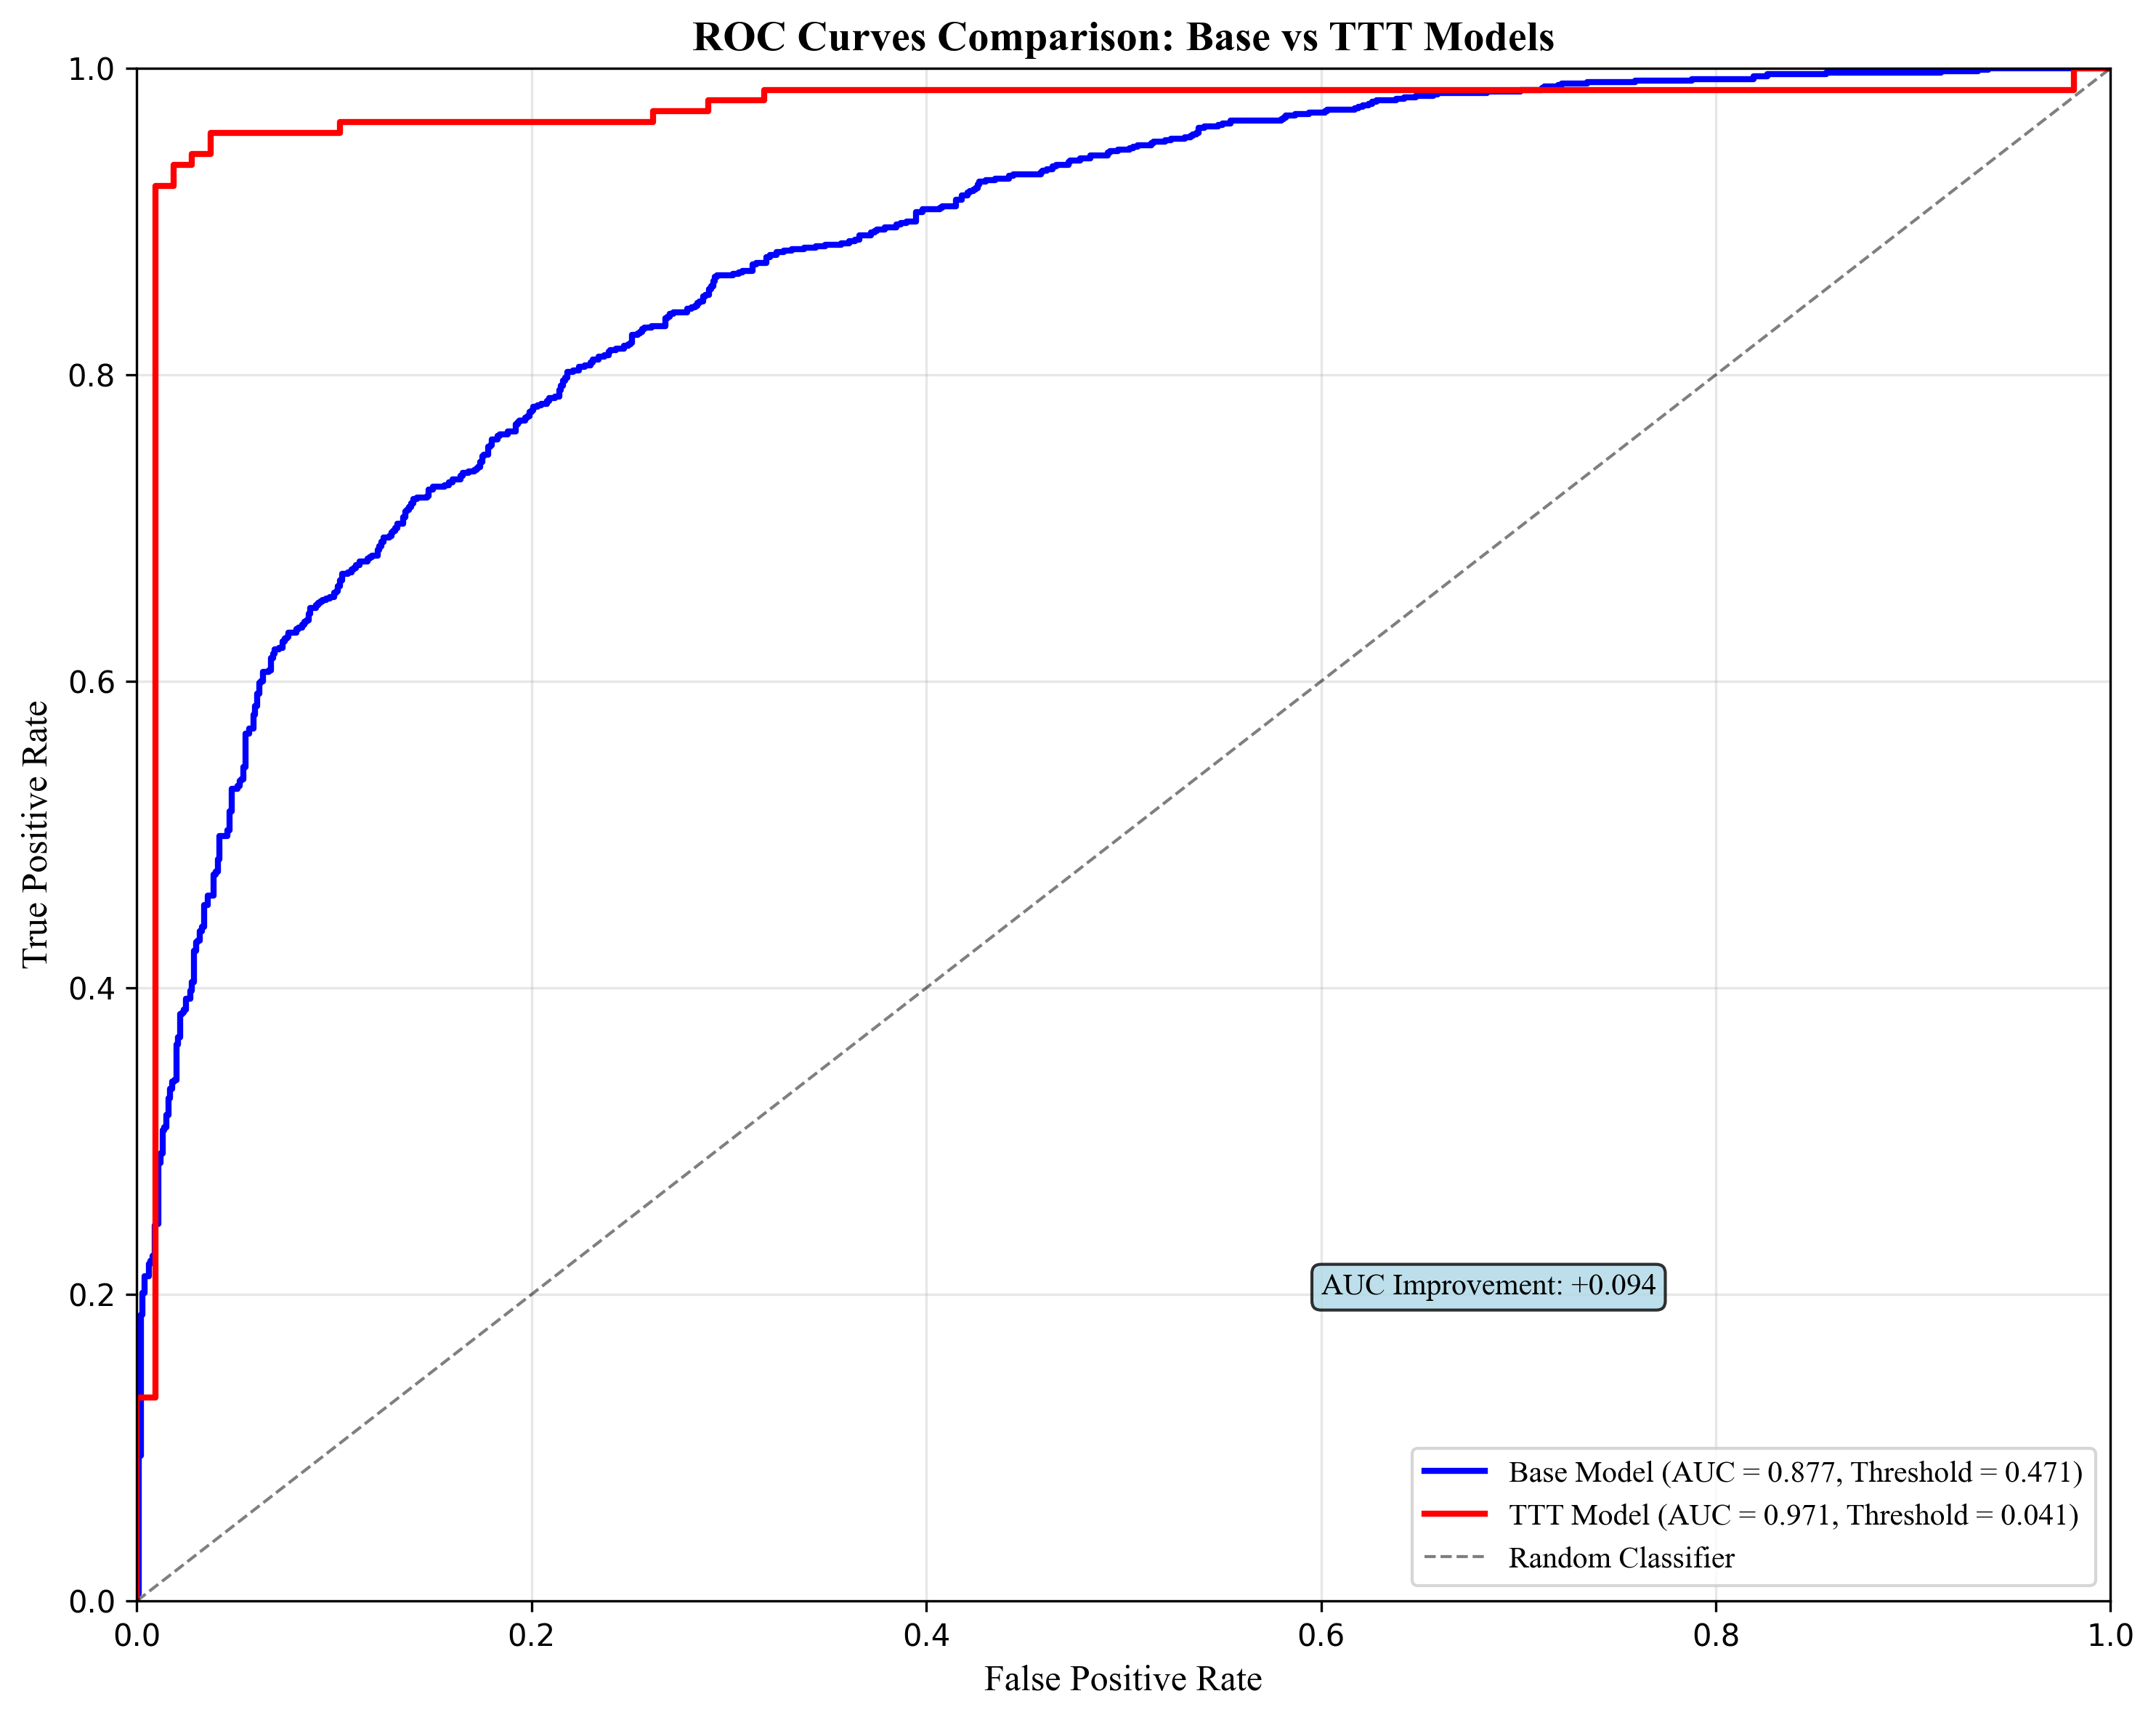 ROC Curves Comparison: Base vs TTT Models
1.0
0.8
0.6
0.4
0.2
0.0
True Positive Rate
AUC Improvement: +0.094
Base Model (AUC = 0.877, Threshold = 0.471)
TTT Model (AUC = 0.971, Threshold = 0.041)
Random Classifier
0.0 0.2 0.4 0.6 0.8 1.0
False Positive Rate